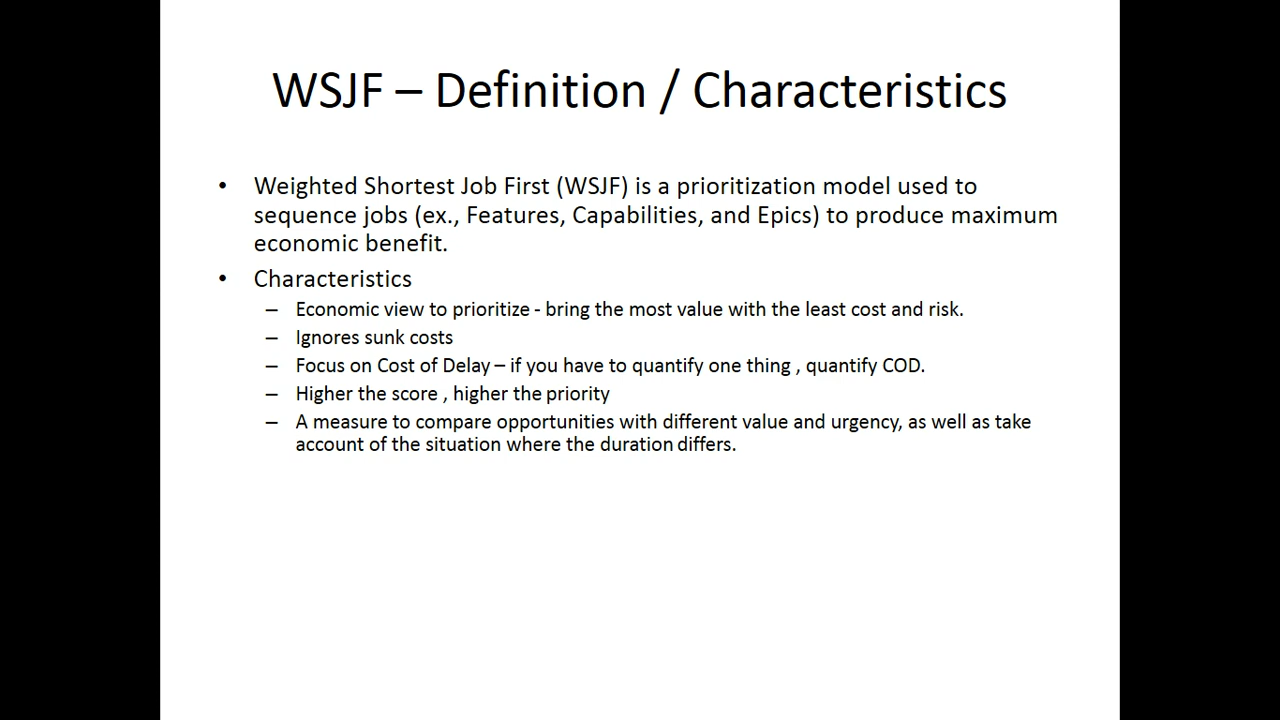 WSJF – Definition / Characteristics
• Weighted Shortest Job First (WSJF) is a prioritization model used to
sequence jobs (ex., Features, Capabilities, and Epics) to produce maximum
economic benefit.
• Characteristics
– Economic view to prioritize - bring the most value with the least cost and risk.
– Ignores sunk costs
– Focus on Cost of Delay – if you have to quantify one thing , quantify COD.
– Higher the score , higher the priority
– A measure to compare opportunities with different value and urgency, as well as take
account of the situation where the duration differs.